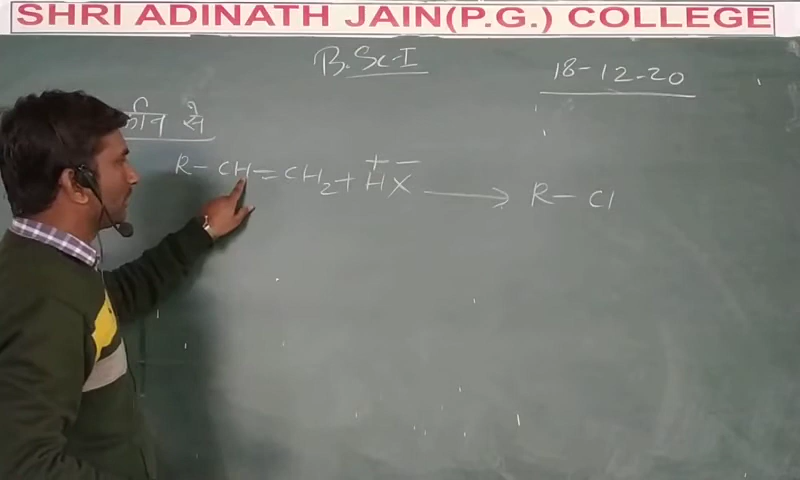 SHRI ADINATH JAIN(P.G.) COLLEGE
B.Sc-I
18-12-20
से
R-CH=CH₂+H⁺X⁻ → R-Cl